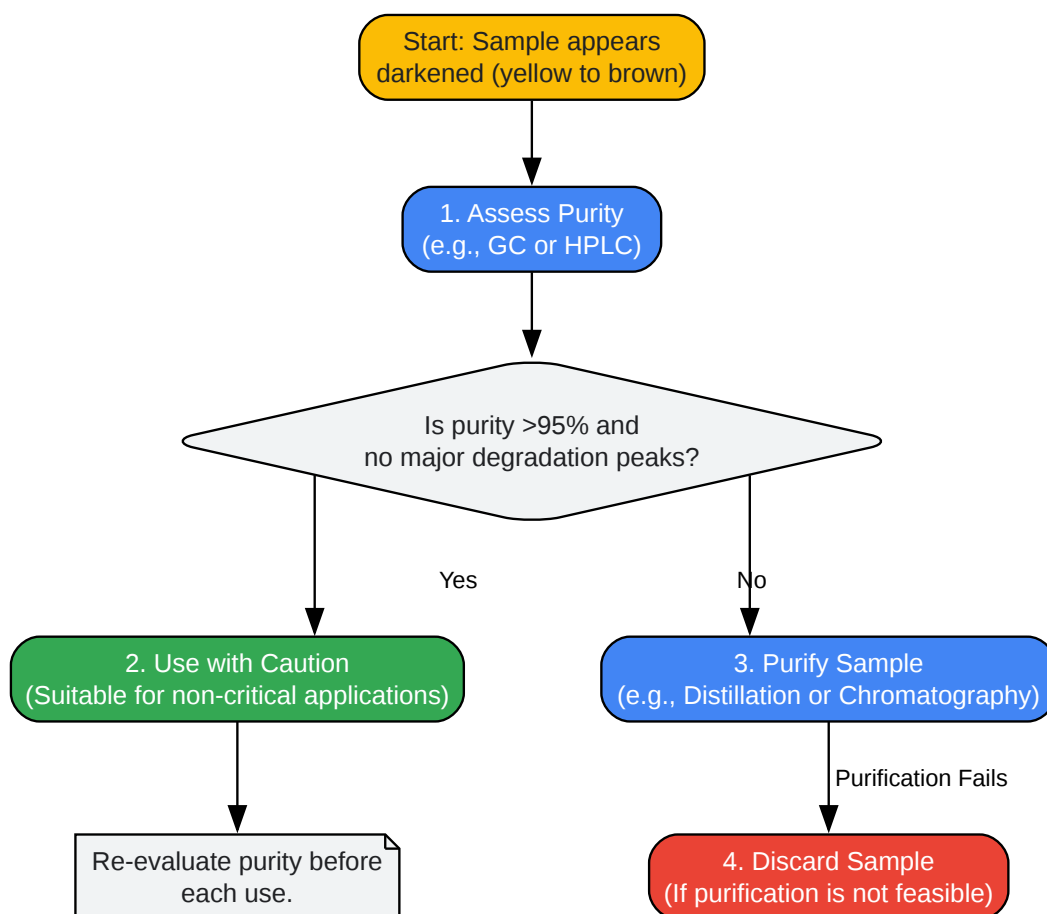 Start: Sample appears
darkened (yellow to brown)
1. Assess Purity
(e.g., GC or HPLC)
Is purity >95% and
no major degradation peaks?
Yes
No
2. Use with Caution
(Suitable for non-critical applications)
3. Purify Sample
(e.g., Distillation or Chromatography)
Purification Fails
Re-evaluate purity before
each use.
4. Discard Sample
(If purification is not feasible)